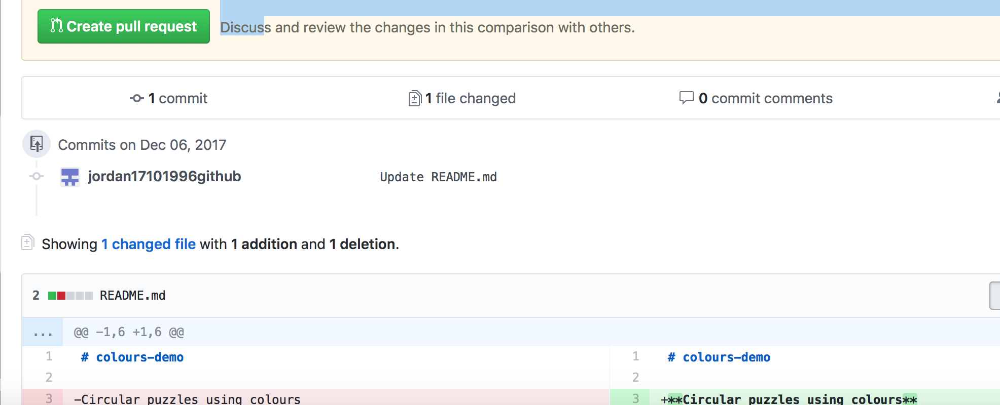 Create pull request Discuss and review the changes in this comparison with others.
1 commit 1 file changed 0 commit comments
Commits on Dec 06, 2017
jordan17101996github Update README.md
Showing 1 changed file with 1 addition and 1 deletion.
2 README.md
... @@ -1,6 +1,6 @@
1 # colours-demo 1 # colours-demo
2 2
3 -Circular puzzles using colours 3 +**Circular puzzles using colours**